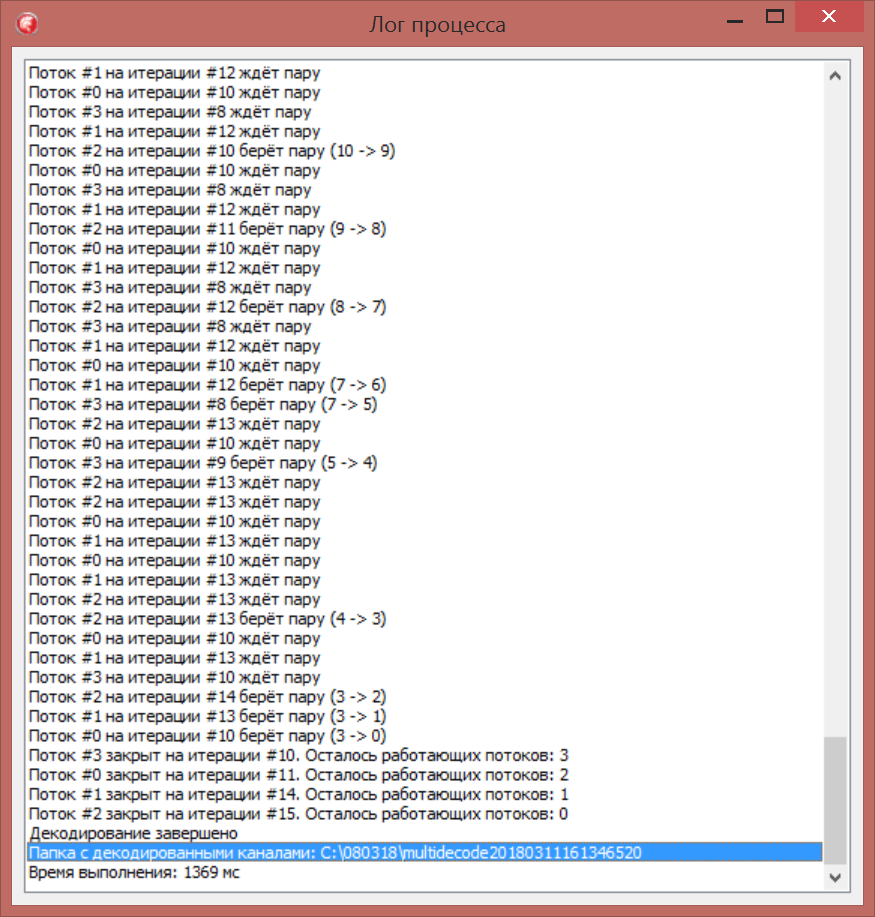 Лог процесса
Поток #1 на итерации #12 ждёт пару
Поток #0 на итерации #10 ждёт пару
Поток #3 на итерации #8 ждёт пару
Поток #1 на итерации #12 ждёт пару
Поток #2 на итерации #10 берёт пару (10 -> 9)
Поток #0 на итерации #10 ждёт пару
Поток #3 на итерации #8 ждёт пару
Поток #1 на итерации #12 ждёт пару
Поток #2 на итерации #11 берёт пару (9 -> 8)
Поток #0 на итерации #10 ждёт пару
Поток #1 на итерации #12 ждёт пару
Поток #3 на итерации #8 ждёт пару
Поток #2 на итерации #12 берёт пару (8 -> 7)
Поток #3 на итерации #8 ждёт пару
Поток #1 на итерации #12 ждёт пару
Поток #0 на итерации #10 ждёт пару
Поток #1 на итерации #12 берёт пару (7 -> 6)
Поток #3 на итерации #8 берёт пару (7 -> 5)
Поток #2 на итерации #13 ждёт пару
Поток #0 на итерации #10 ждёт пару
Поток #3 на итерации #9 берёт пару (5 -> 4)
Поток #2 на итерации #13 ждёт пару
Поток #2 на итерации #13 ждёт пару
Поток #0 на итерации #10 ждёт пару
Поток #1 на итерации #13 ждёт пару
Поток #0 на итерации #10 ждёт пару
Поток #1 на итерации #13 ждёт пару
Поток #2 на итерации #13 ждёт пару
Поток #2 на итерации #13 берёт пару (4 -> 3)
Поток #0 на итерации #10 ждёт пару
Поток #1 на итерации #13 ждёт пару
Поток #3 на итерации #10 ждёт пару
Поток #2 на итерации #14 берёт пару (3 -> 2)
Поток #1 на итерации #13 берёт пару (3 -> 1)
Поток #0 на итерации #10 берёт пару (3 -> 0)
Поток #3 закрыт на итерации #10. Осталось работающих потоков: 3
Поток #0 закрыт на итерации #11. Осталось работающих потоков: 2
Поток #1 закрыт на итерации #14. Осталось работающих потоков: 1
Поток #2 закрыт на итерации #15. Осталось работающих потоков: 0
Декодирование завершено
Папка с декодированными каналами: C:\080318\multidecode20180311161346520
Время выполнения: 1369 мс